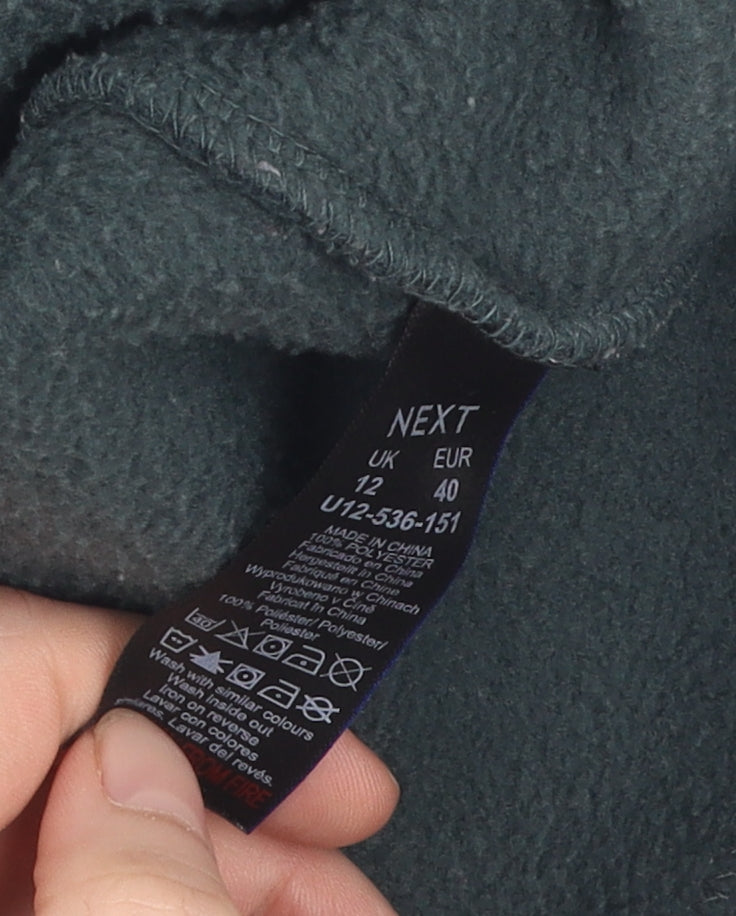 NEXT
UK EUR
12 40
U12-536-151
MADE IN CHINA
100% POLYESTER
Fabricado en China
Hergestellt in China
Fabriqué en Chine
Wyprodukowano w Chinach
Vyrobeno v Číně
Fabricat în China
100% Poliéster/ Polyester/
Poliester
Wash with similar colours
Wash inside out
Iron on reverse
Lavar con colores
Lavar del revés.
FROM FIRE